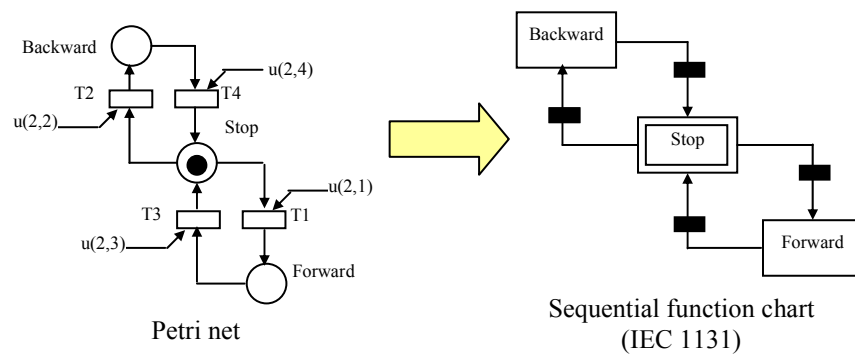 Backward
u(2,4)
T2
T4
u(2,2)
Stop
u(2,1)
T3
T1
u(2,3)
Forward
Petri net
Backward
Stop
Forward
Sequential function chart
(IEC 1131)